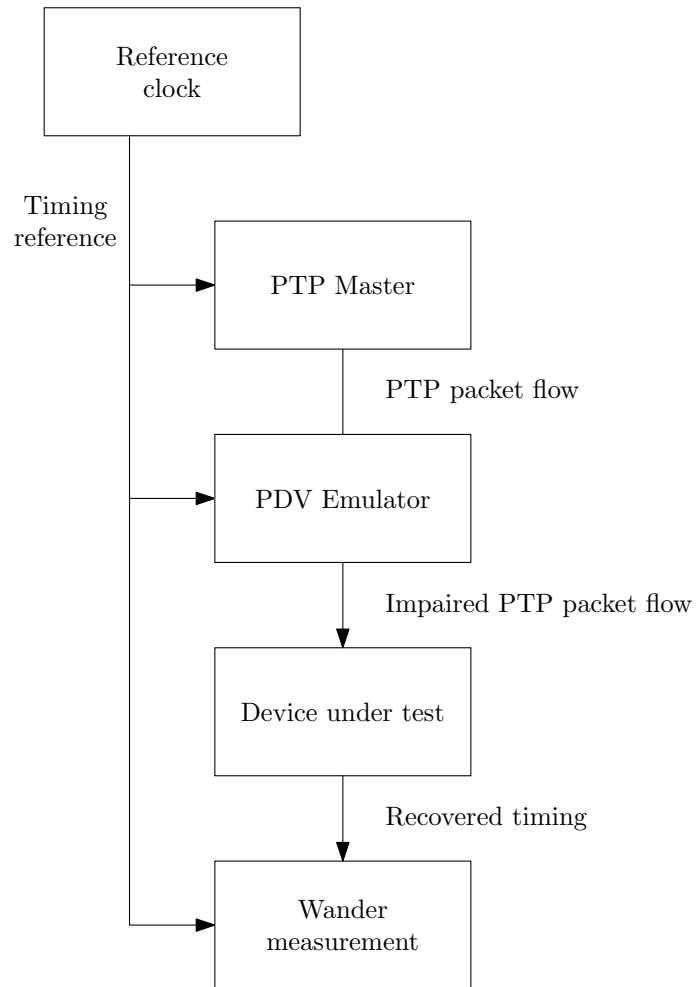 Reference
clock
Timing
reference
PTP Master
PTP packet flow
PDV Emulator
Impaired PTP packet flow
Device under test
Recovered timing
Wander
measurement